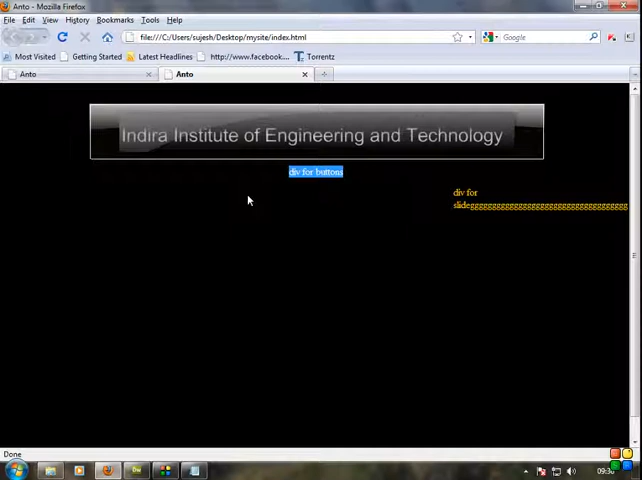 Anto - Mozilla Firefox
File Edit View History Bookmarks Tools Help
file:///C:/Users/sujesh/Desktop/mysite/index.html
Google
Most Visited Getting Started Latest Headlines http://www.facebook.... Torrentz
Anto Anto
Indira Institute of Engineering and Technology
div for buttons
div for
Done